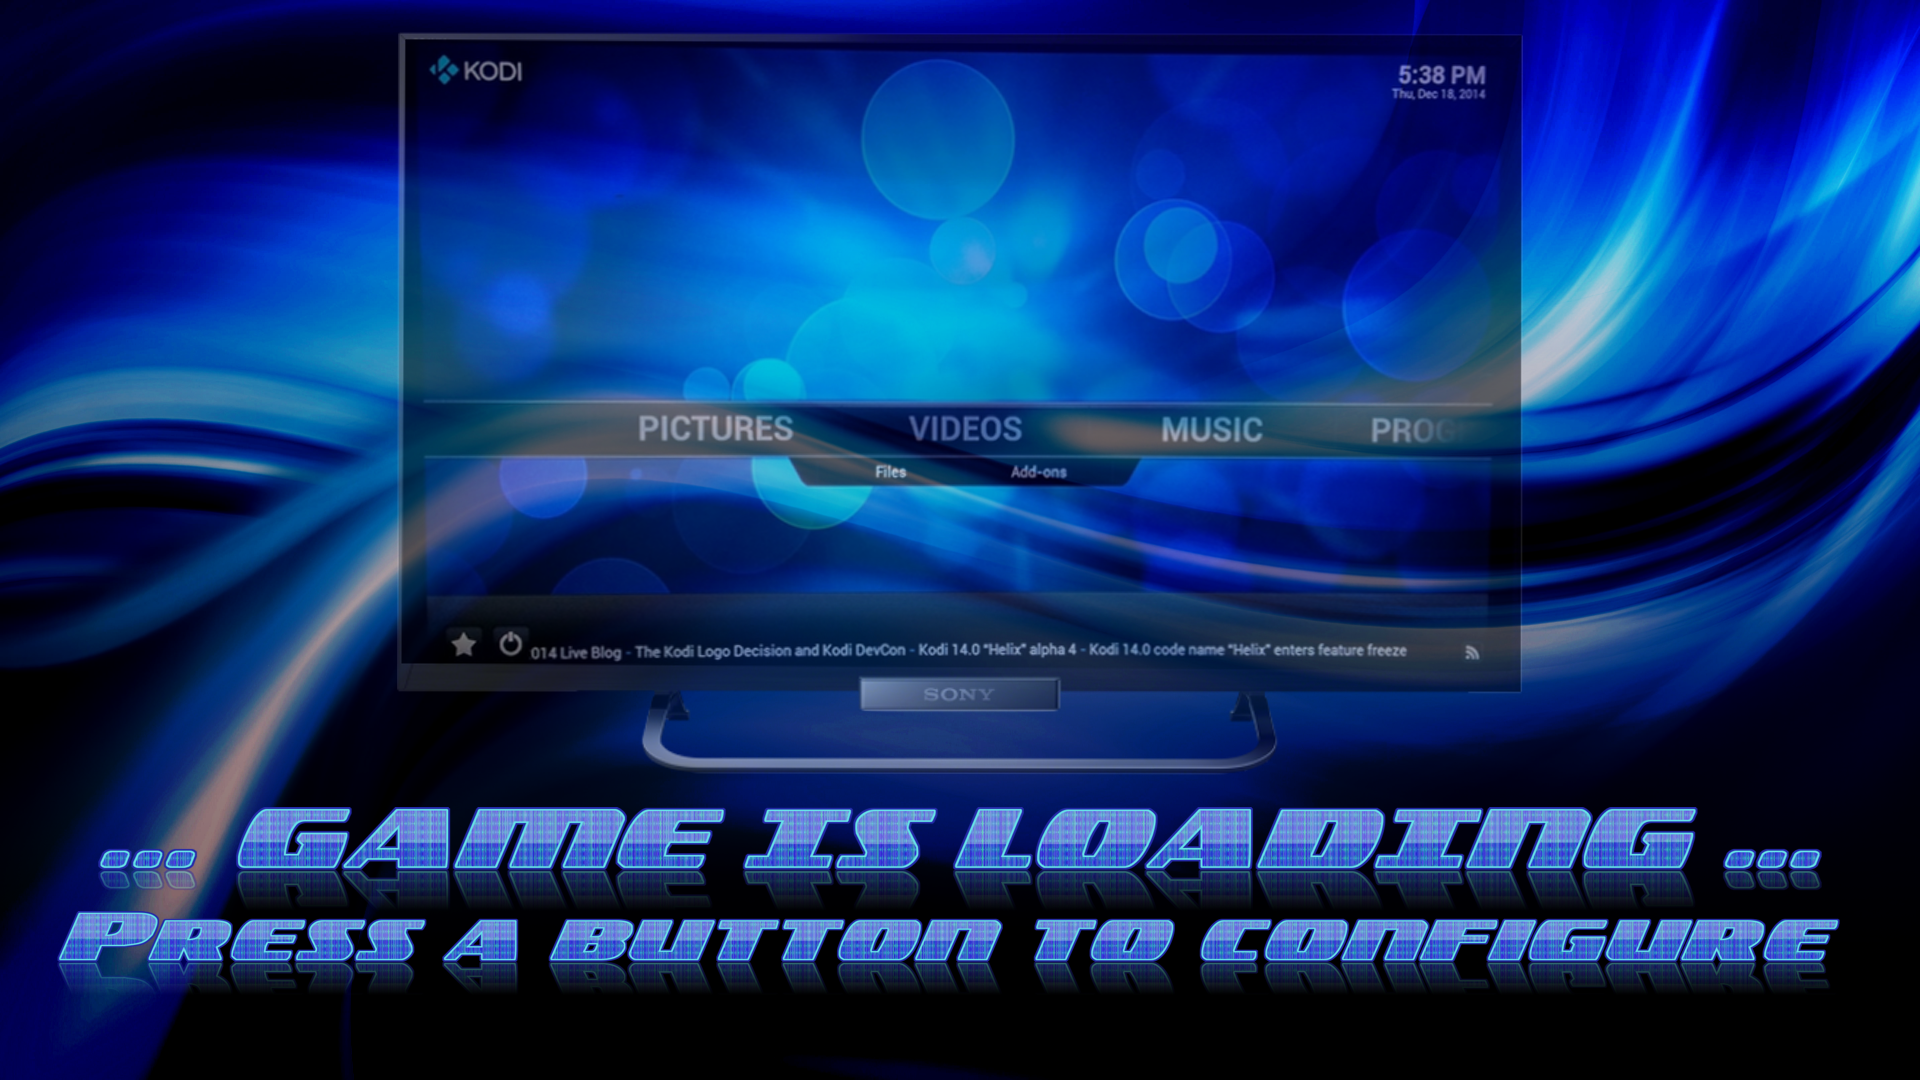 KODI
5:38 PM
Thu, Dec 18, 2014
PICTURES VIDEOS MUSIC PROG
Files Add-ons
014 Live Blog - The Kodi Logo Decision and Kodi DevCon - Kodi 14.0 "Helix" alpha 4 - Kodi 14.0 code name "Helix" enters feature freeze
SONY
... GAME IS LOADING ...
PRESS A BUTTON TO CONFIGURE